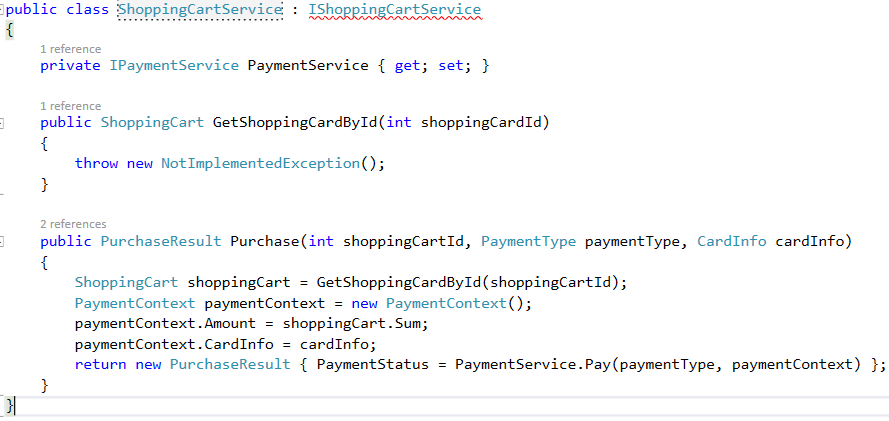 public class ShoppingCartService : IShoppingCartService
{
1 reference
private IPaymentService PaymentService { get; set; }
1 reference
public ShoppingCart GetShoppingCardById(int shoppingCardId)
{
throw new NotImplementedException();
}
2 references
public PurchaseResult Purchase(int shoppingCartId, PaymentType paymentType, CardInfo cardInfo)
{
ShoppingCart shoppingCart = GetShoppingCardById(shoppingCartId);
PaymentContext paymentContext = new PaymentContext();
paymentContext.Amount = shoppingCart.Sum;
paymentContext.CardInfo = cardInfo;
return new PurchaseResult { PaymentStatus = PaymentService.Pay(paymentType, paymentContext) };
}
}